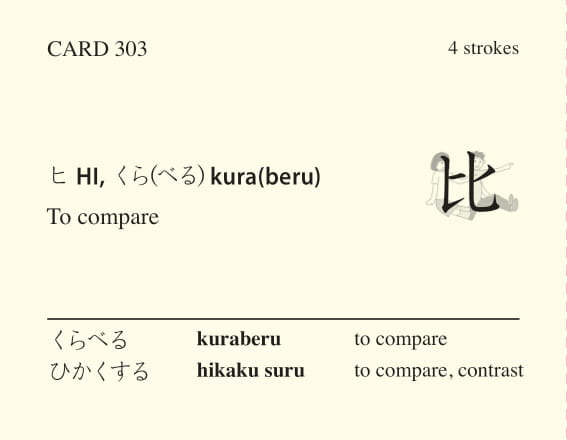 CARD 303 4 strokes
ヒ HI, くら(べる) kura(beru) 比
To compare
くらべる kuraberu to compare
ひかくする hikaku suru to compare, contrast